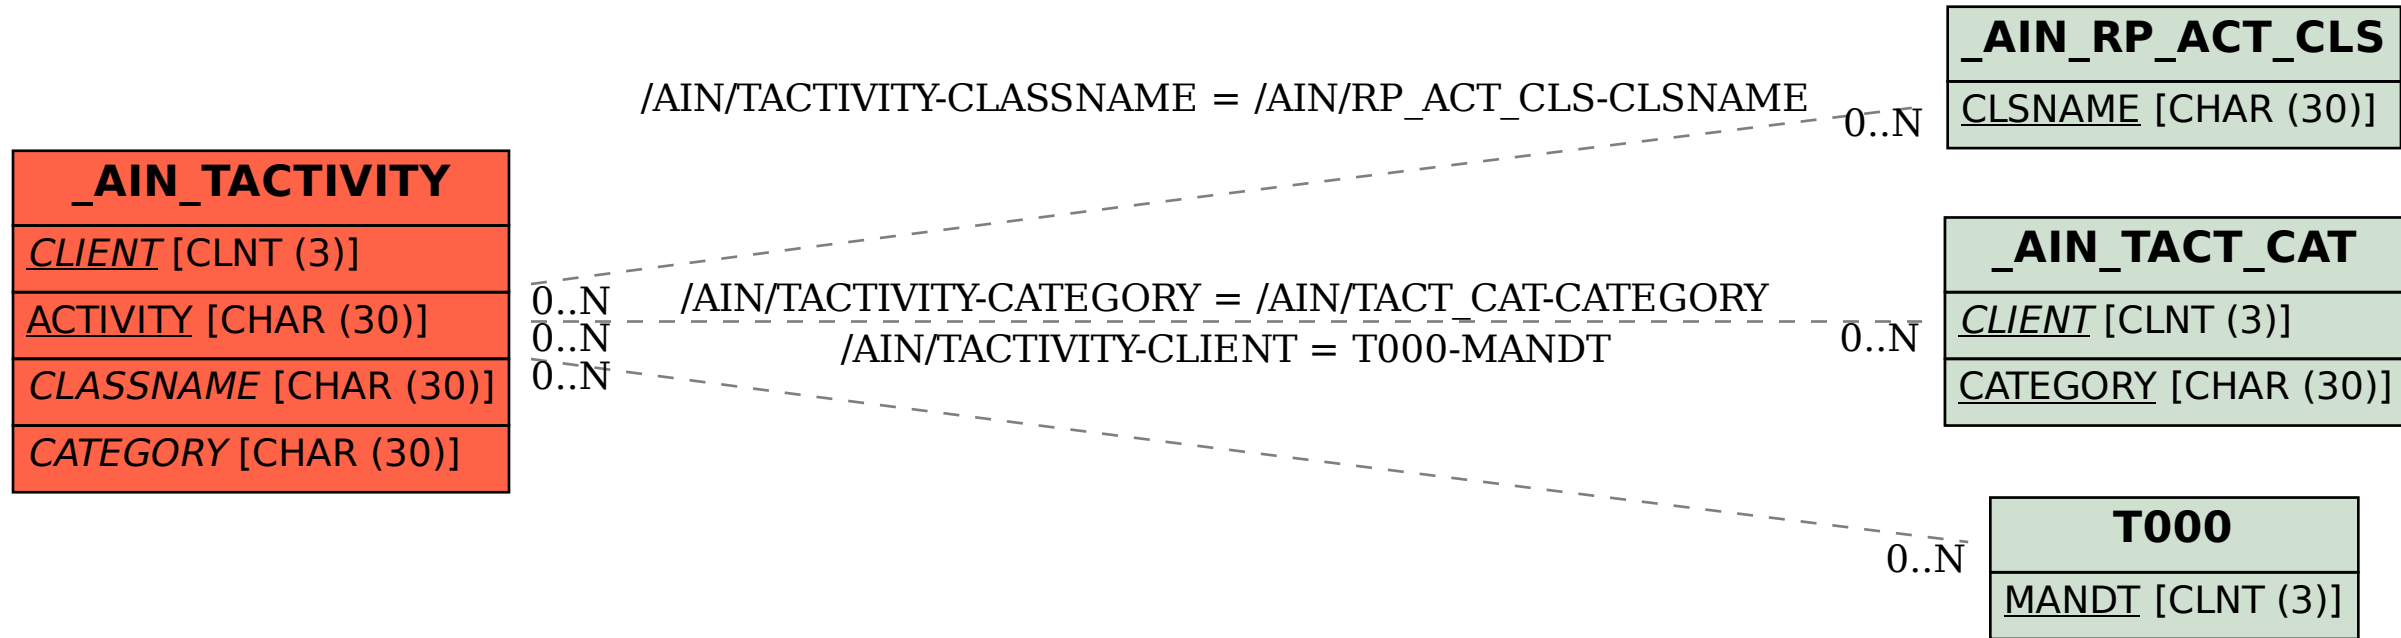 _AIN_TACTIVITY
CLIENT [CLNT (3)]
ACTIVITY [CHAR (30)]
CLASSNAME [CHAR (30)]
CATEGORY [CHAR (30)]
/AIN/TACTIVITY-CLASSNAME = /AIN/RP_ACT_CLS-CLSNAME
0..N
0..N
/AIN/TACTIVITY-CATEGORY = /AIN/TACT_CAT-CATEGORY
0..N
0..N
/AIN/TACTIVITY-CLIENT = T000-MANDT
0..N
0..N
_AIN_RP_ACT_CLS
CLSNAME [CHAR (30)]
_AIN_TACT_CAT
CLIENT [CLNT (3)]
CATEGORY [CHAR (30)]
T000
MANDT [CLNT (3)]